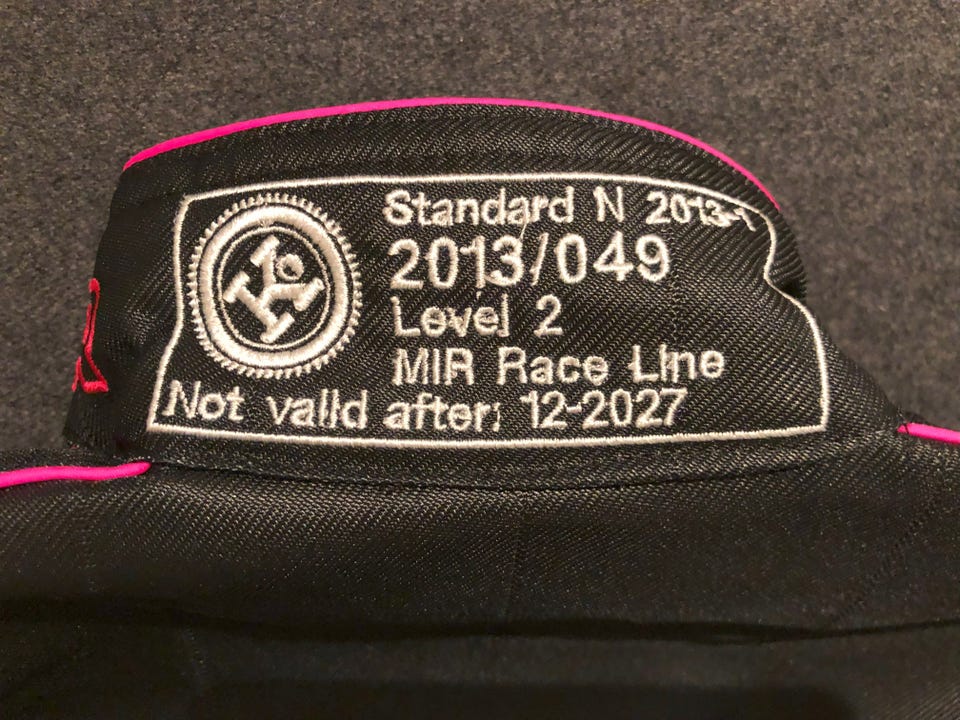 Standard N 2013-1
2013/049
Level 2
MIR Race Line
Not valid after: 12-2027